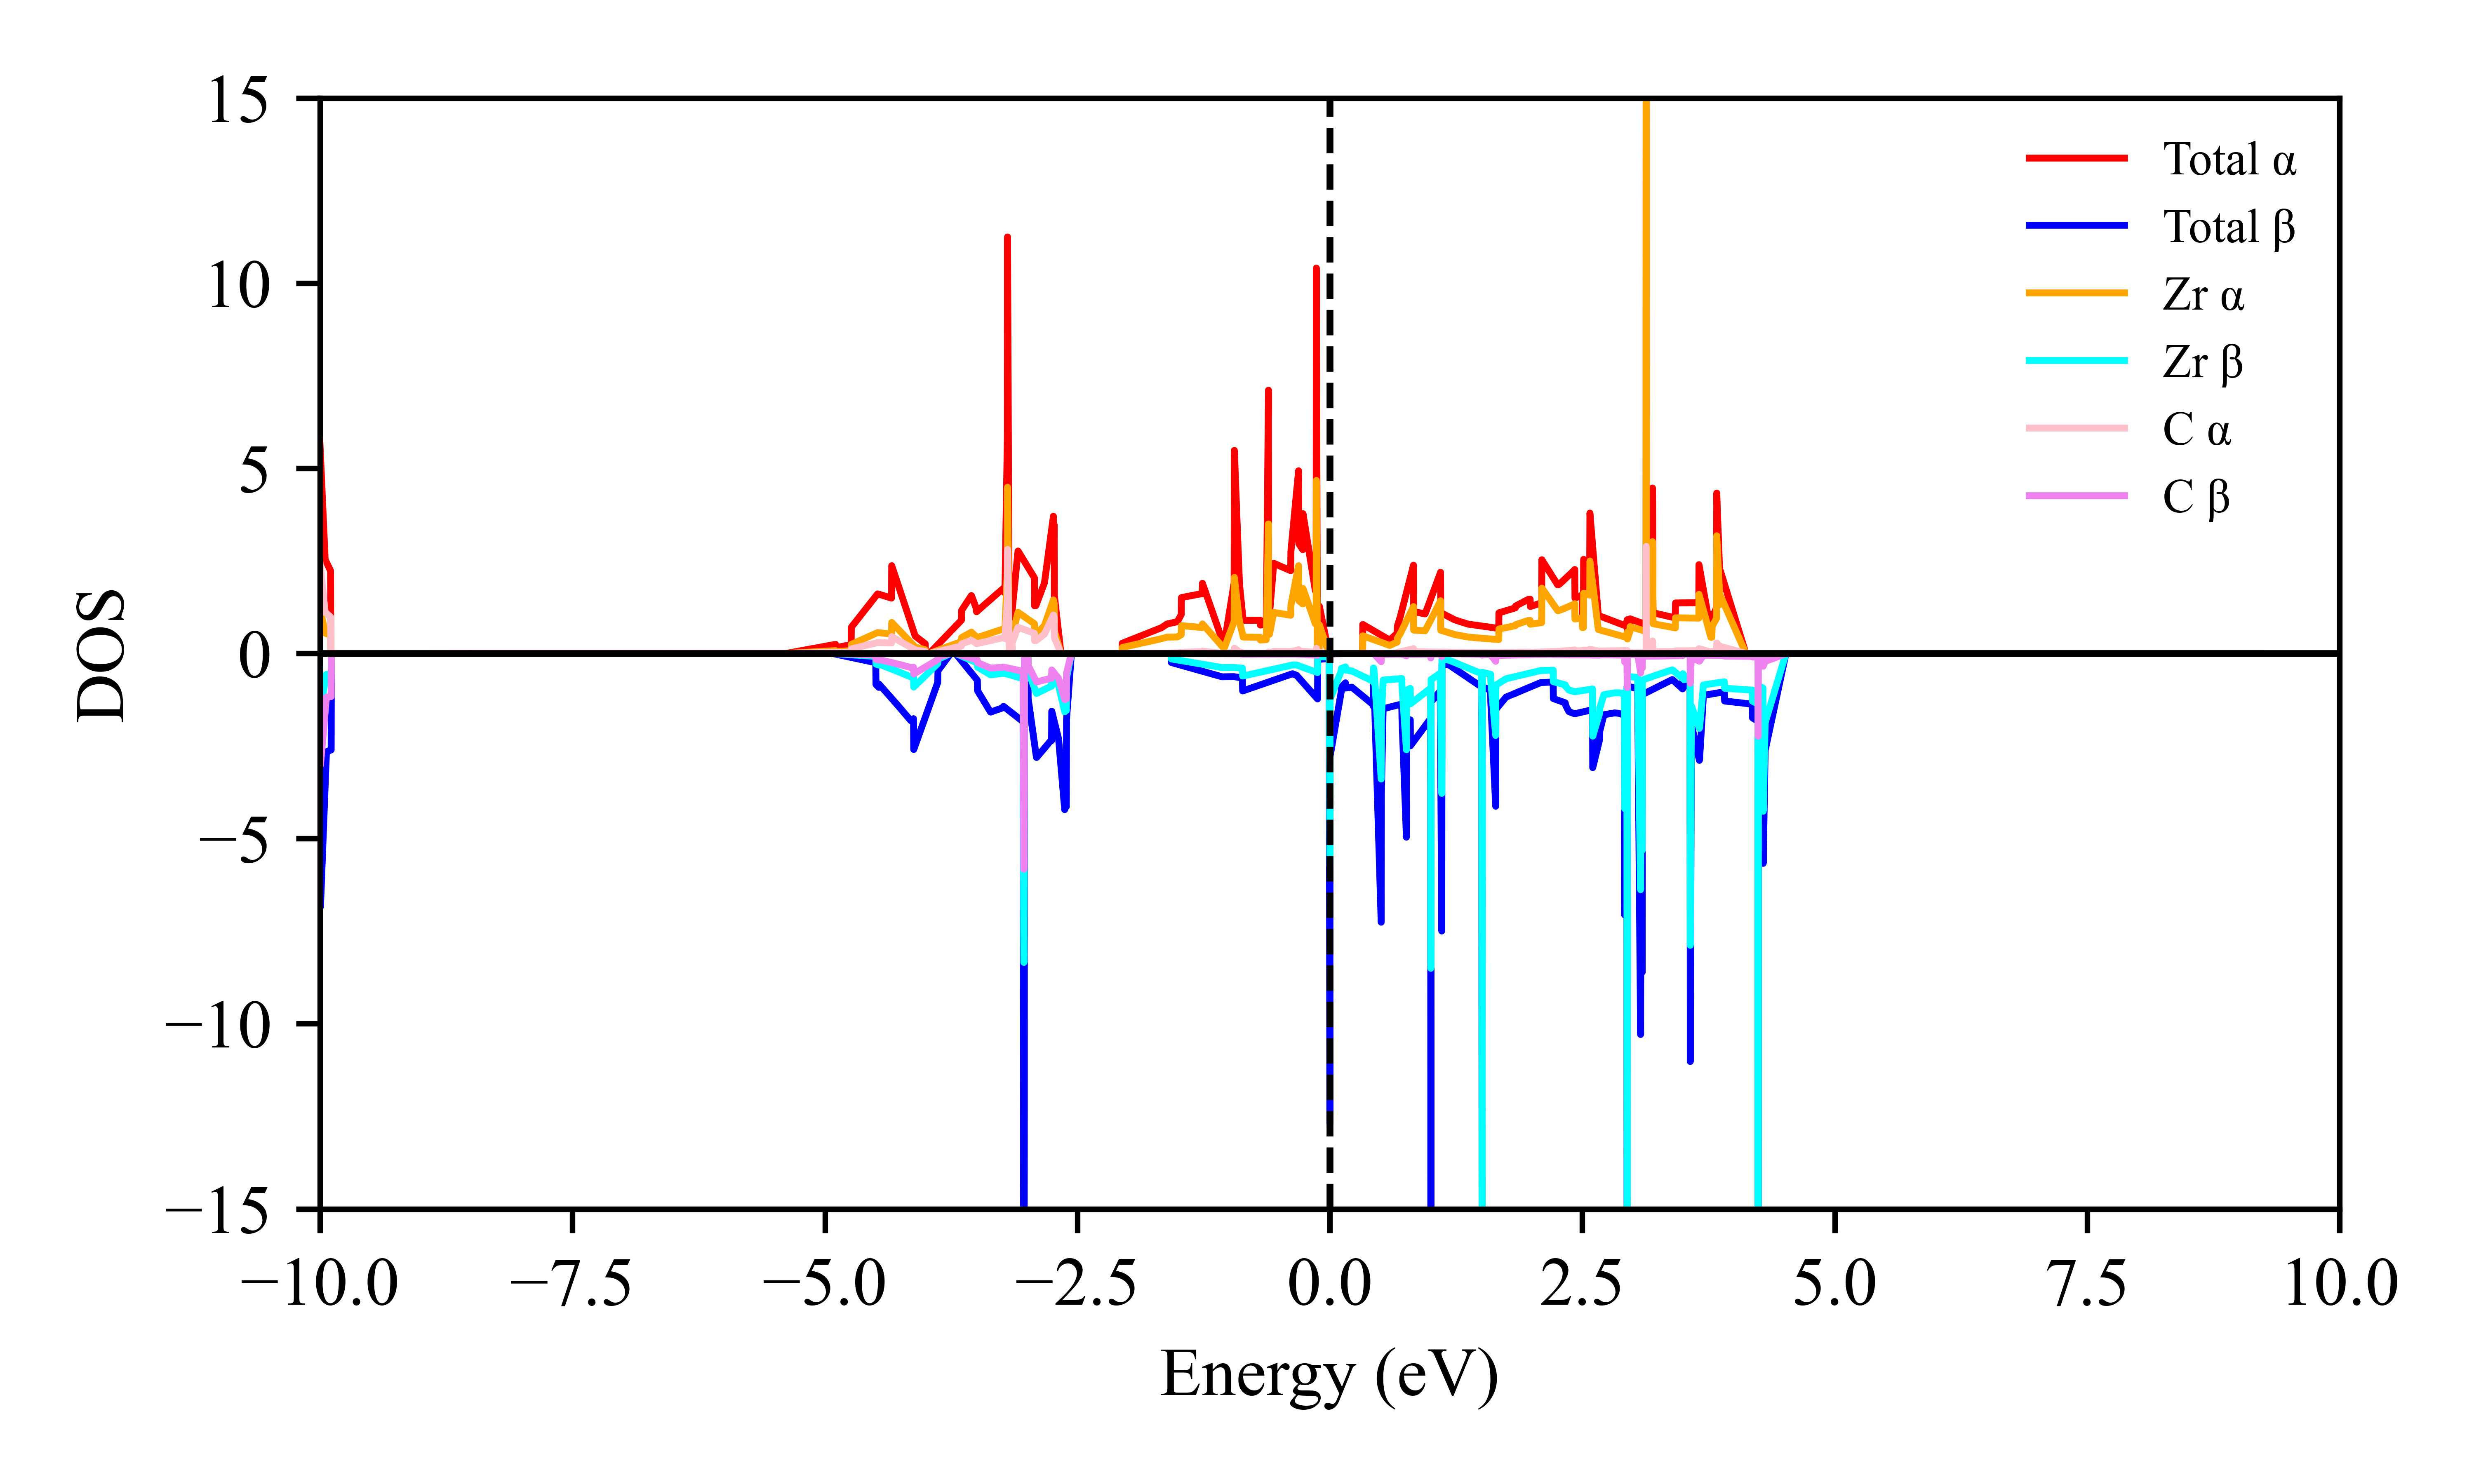 15
10
5
0
−5
−10
−15
DOS
−10.0 −7.5 −5.0 −2.5 0.0 2.5 5.0 7.5 10.0
Energy (eV)
Total α
Total β
Zr α
Zr β
C α
C β